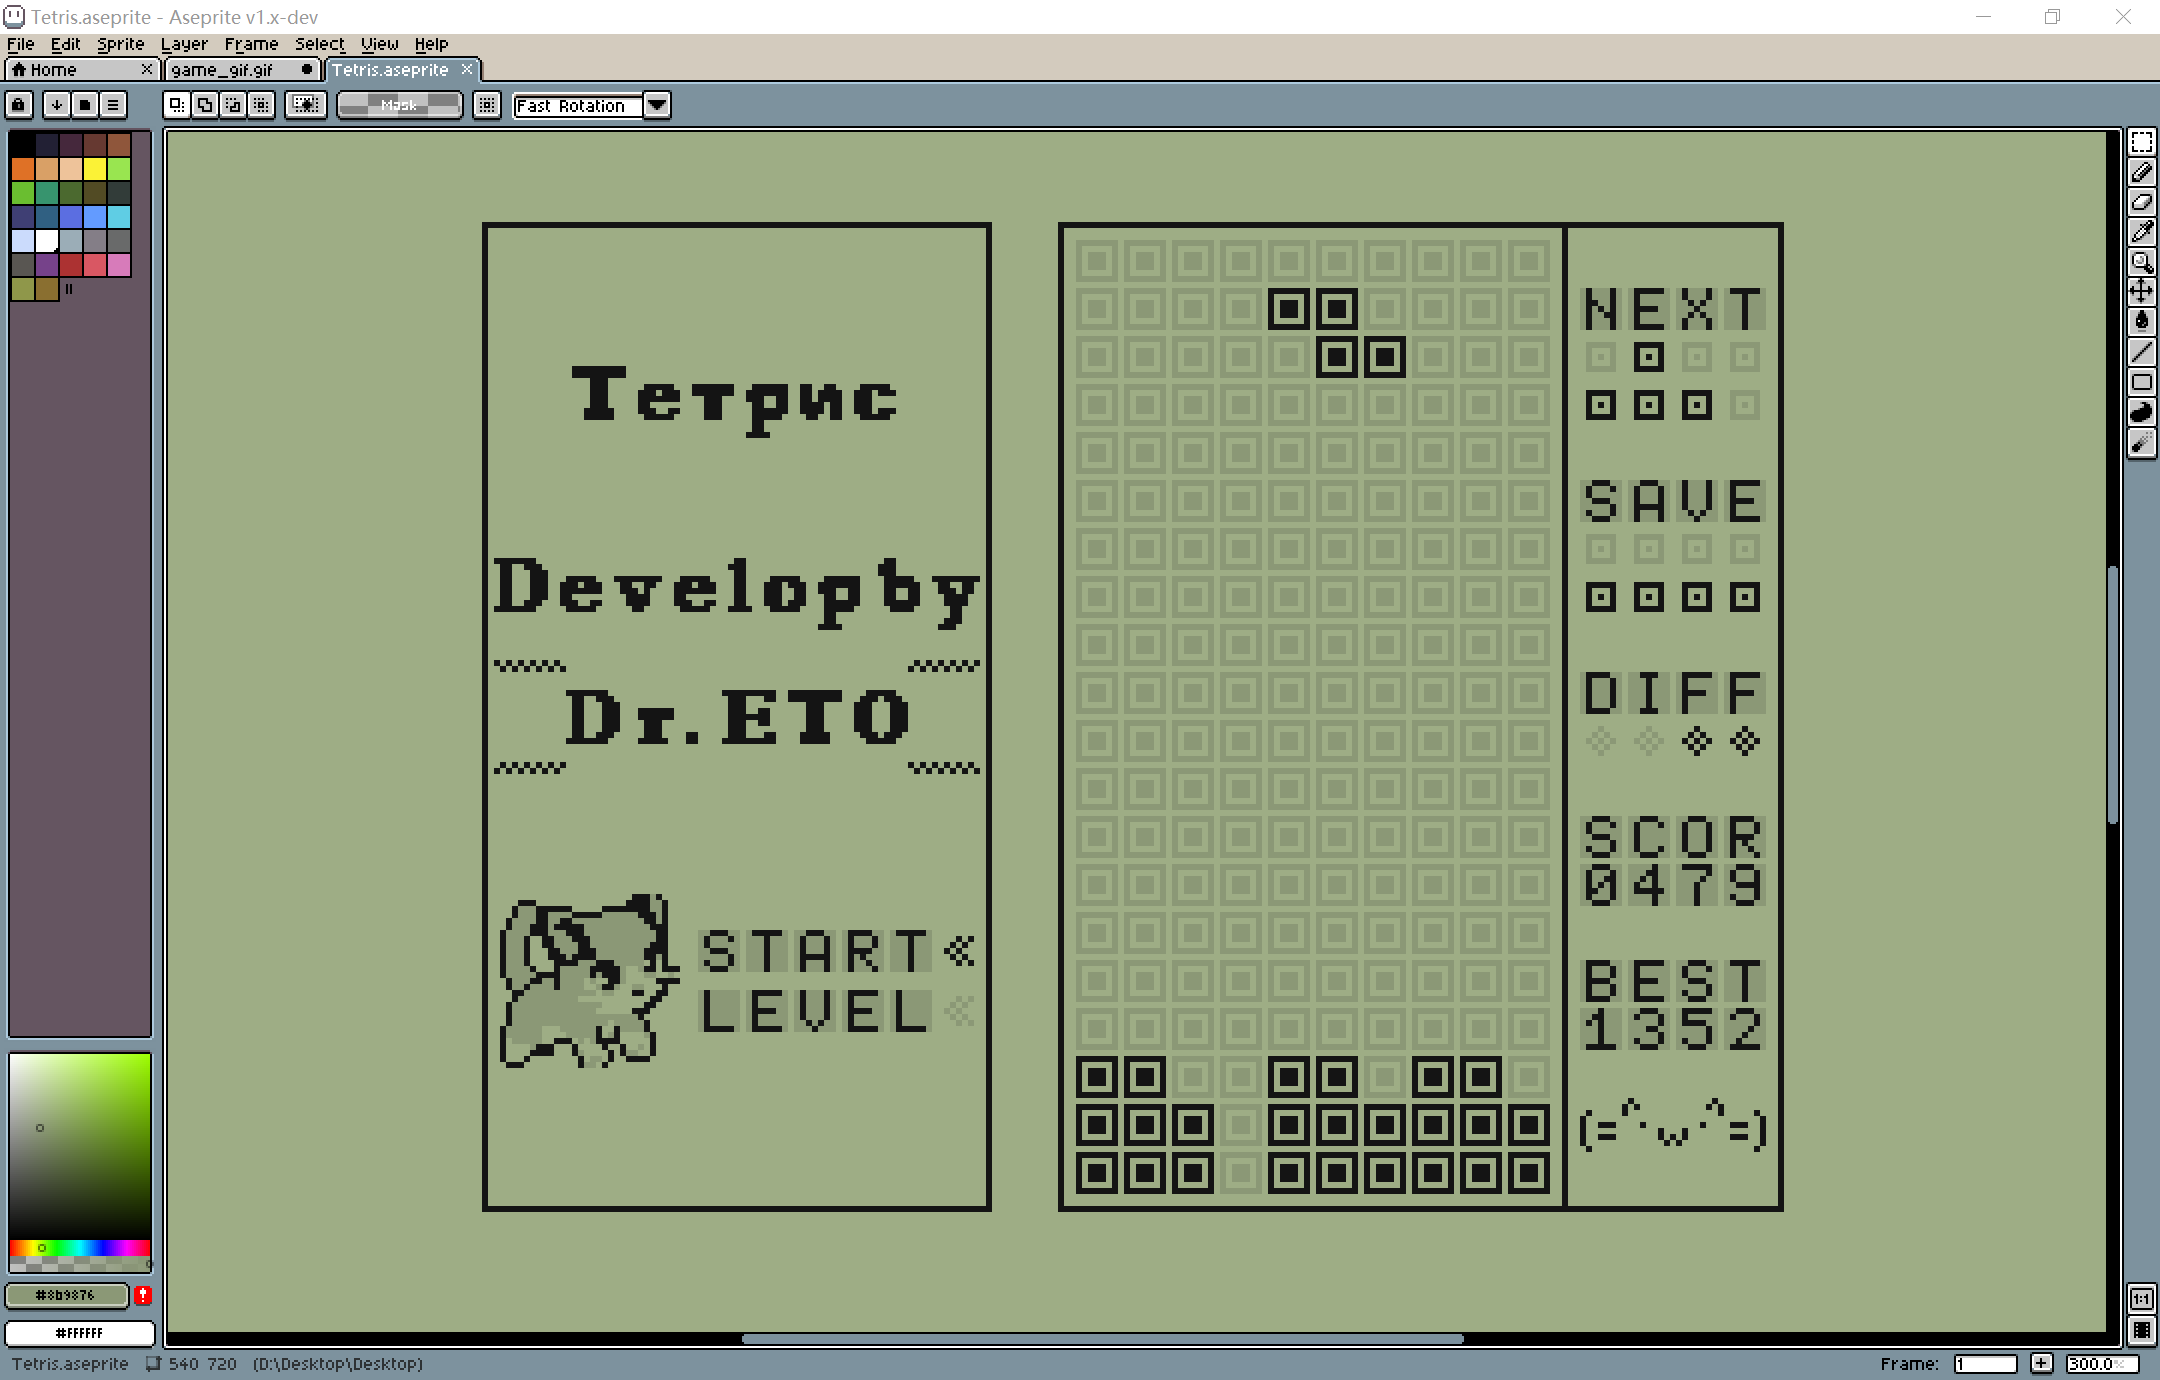 Tetris.aseprite - Aseprite v1.x-dev
File Edit Sprite Layer Frame Select View Help
Home game_gif.gif Tetris.aseprite
Mask Fast Rotation
Тетрис
Developby
Dr.ETO
START «
LEVEL «
NEXT
SAVE
DIFF
SCOR
0479
BEST
1352
(=^·ω·^=)
#8b9876
#FFFFFF
Tetris.aseprite 540 720 (D:\Desktop\Desktop) Frame: 1 300.0%